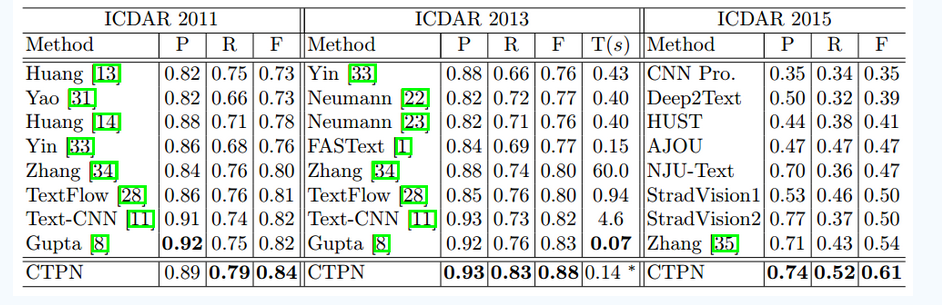 ICDAR 2011 ICDAR 2013 ICDAR 2015
Method P R F Method P R F T(s) Method P R F
Huang [13] 0.82 0.75 0.73 Yin [33] 0.88 0.66 0.76 0.43 CNN Pro. 0.35 0.34 0.35
Yao [31] 0.82 0.66 0.73 Neumann [22] 0.82 0.72 0.77 0.40 Deep2Text 0.50 0.32 0.39
Huang [14] 0.88 0.71 0.78 Neumann [23] 0.82 0.71 0.76 0.40 HUST 0.44 0.38 0.41
Yin [33] 0.86 0.68 0.76 FASText [1] 0.84 0.69 0.77 0.15 AJOU 0.47 0.47 0.47
Zhang [34] 0.84 0.76 0.80 Zhang [34] 0.88 0.74 0.80 60.0 NJU-Text 0.70 0.36 0.47
TextFlow [28] 0.86 0.76 0.81 TextFlow [28] 0.85 0.76 0.80 0.94 StradVision1 0.53 0.46 0.50
Text-CNN [11] 0.91 0.74 0.82 Text-CNN [11] 0.93 0.73 0.82 4.6 StradVision2 0.77 0.37 0.50
Gupta [8] 0.92 0.75 0.82 Gupta [8] 0.92 0.76 0.83 0.07 Zhang [35] 0.71 0.43 0.54
CTPN 0.89 0.79 0.84 CTPN 0.93 0.83 0.88 0.14 * CTPN 0.74 0.52 0.61